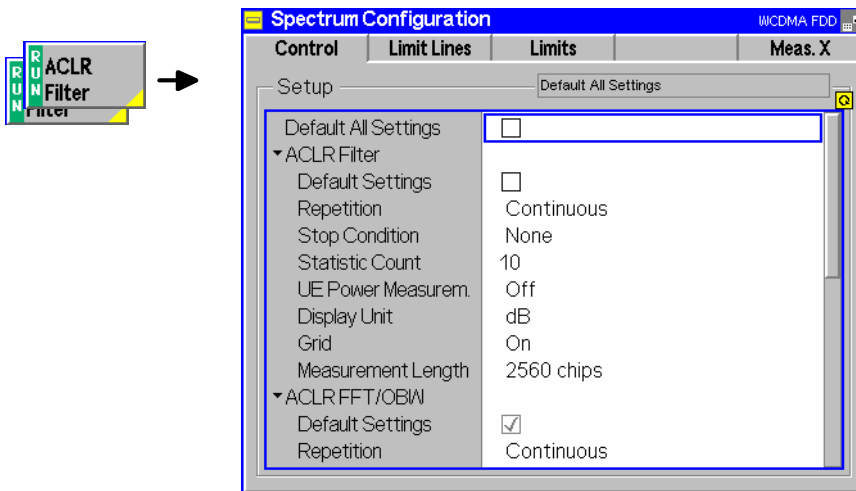 Spectrum Configuration WCDMA FDD
Control Limit Lines Limits Meas. X
RUN ACLR Filter
RUN Filter
Setup Default All Settings
Default All Settings
ACLR Filter
Default Settings
Repetition Continuous
Stop Condition None
Statistic Count 10
UE Power Measurem. Off
Display Unit dB
Grid On
Measurement Length 2560 chips
ACLR FFT/OBW
Default Settings
Repetition Continuous